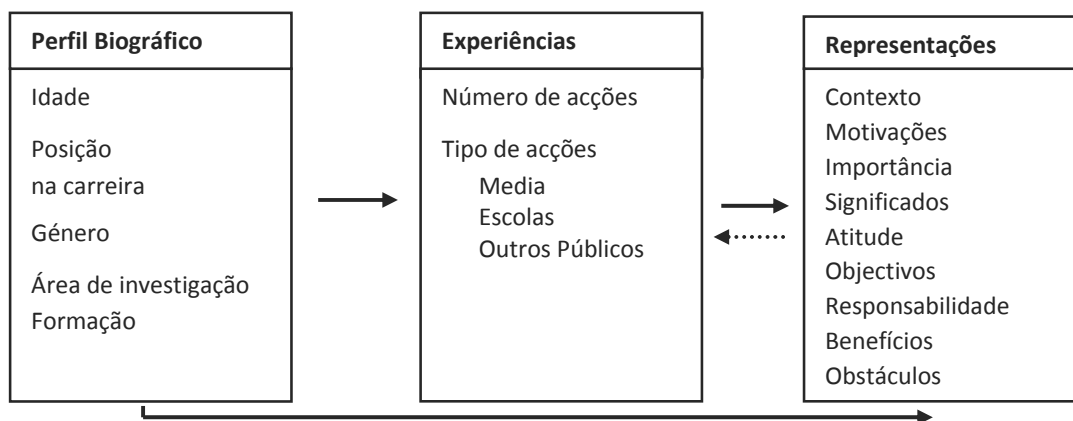 Perfil Biográfico
Idade
Posição
na carreira
Género
Área de investigação
Formação
Experiências
Número de acções
Tipo de acções
Media
Escolas
Outros Públicos
Representações
Contexto
Motivações
Importância
Significados
Atitude
Objectivos
Responsabilidade
Benefícios
Obstáculos